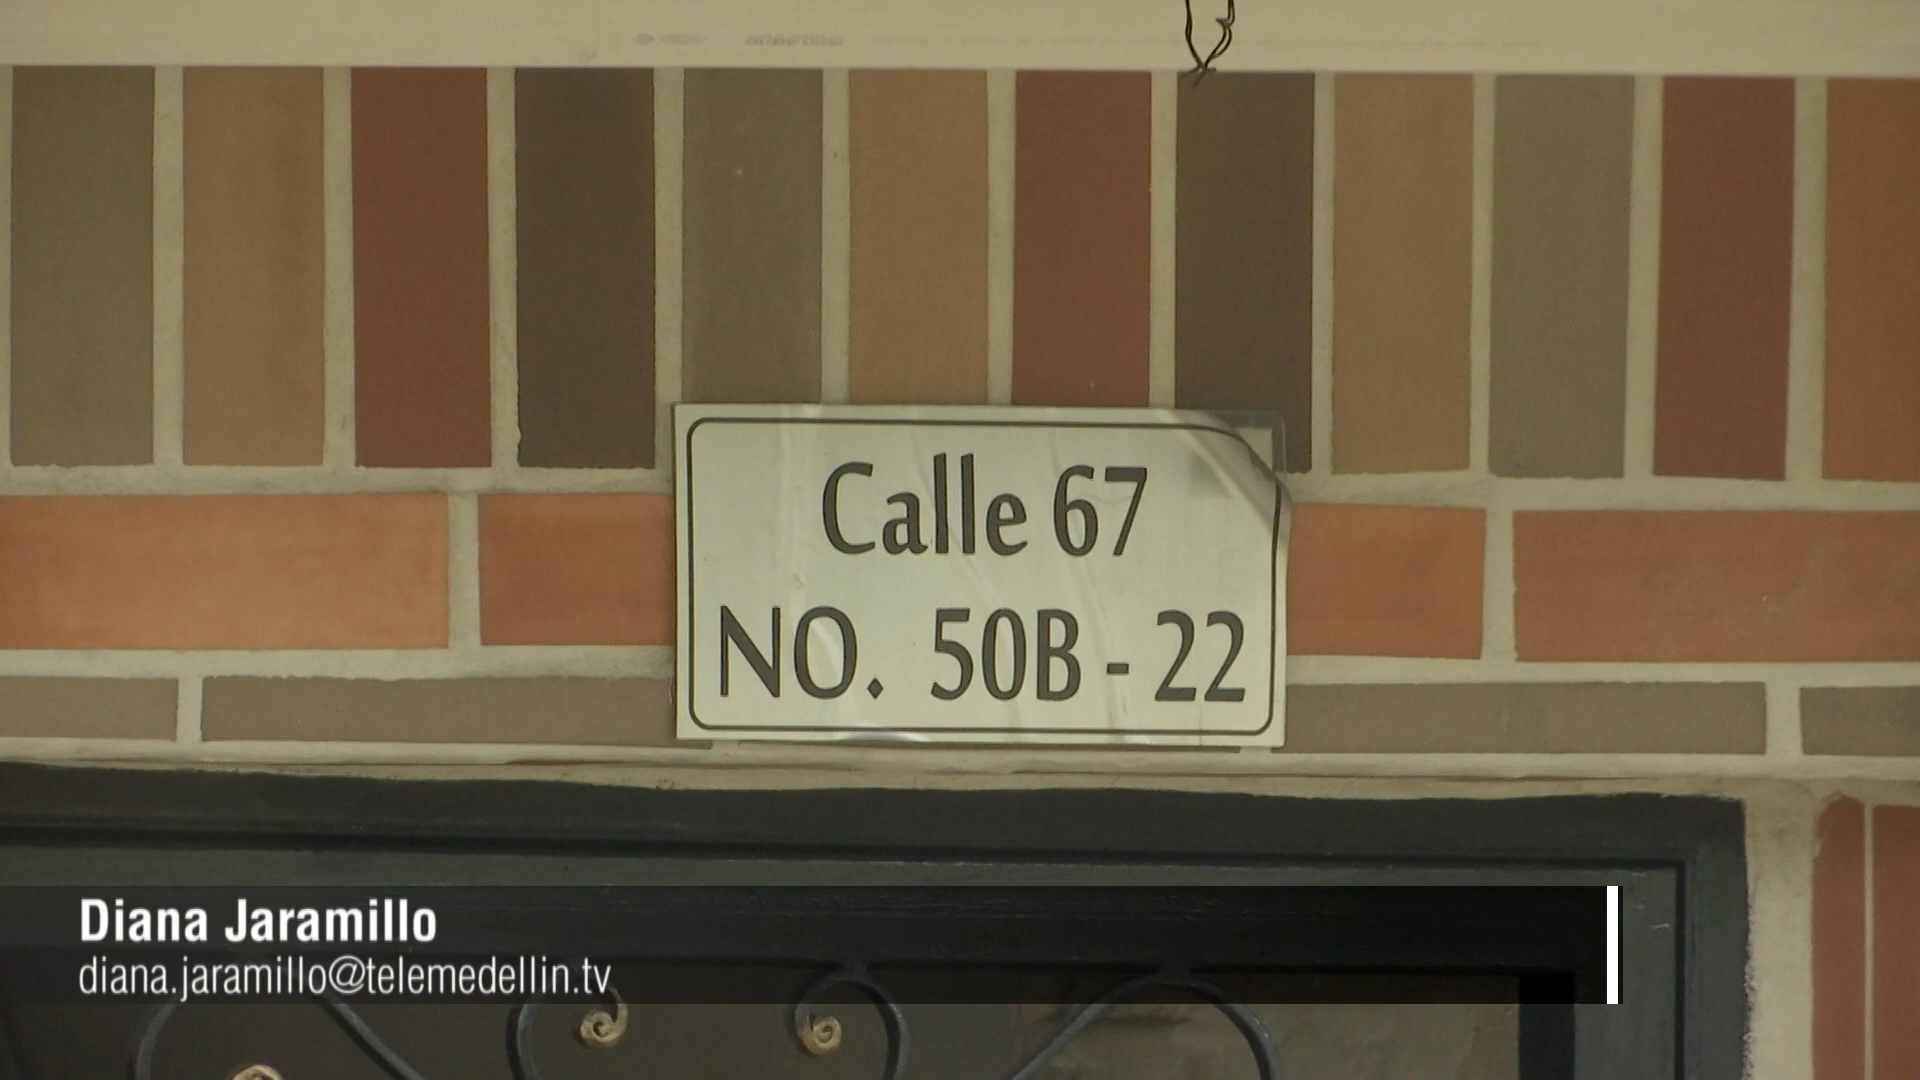 Calle 67
NO. 50B - 22
Diana Jaramillo
diana.jaramillo@telemedellin.tv